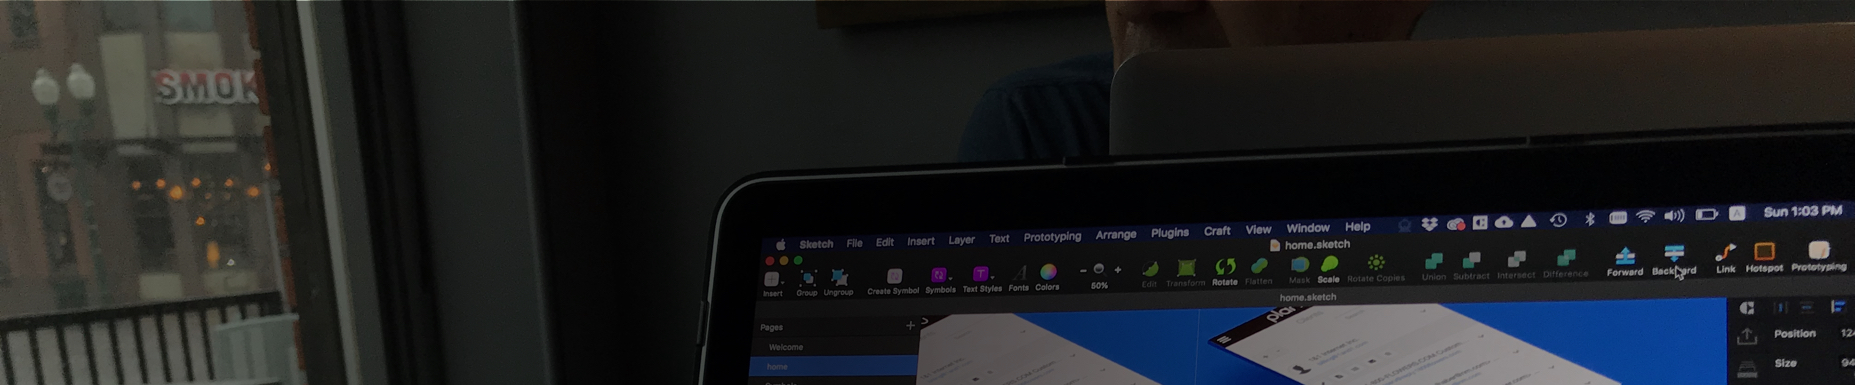 SMOK
Sketch File Edit Insert Layer Text Prototyping Arrange Plugins Craft View Window Help Sun 1:03 PM
home.sketch
Insert Group Ungroup Create Symbol Symbols Text Styles Fonts Colors 50% Edit Transform Rotate Flatten Mask Scale Rotate Copies Union Subtract Intersect Difference Forward Backward Link Hotspot Prototyping
home.sketch
Pages
Welcome
home
Position
Size